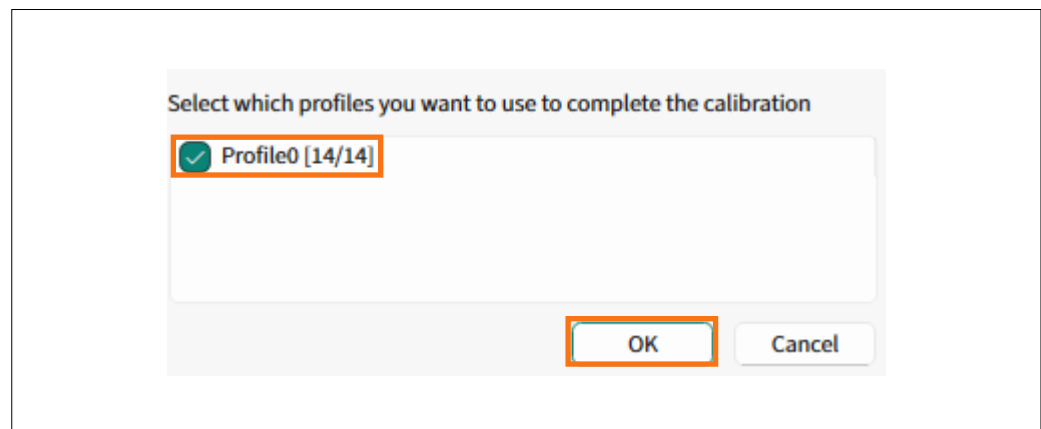 Select which profiles you want to use to complete the calibration
Profile0 [14/14]
OK
Cancel